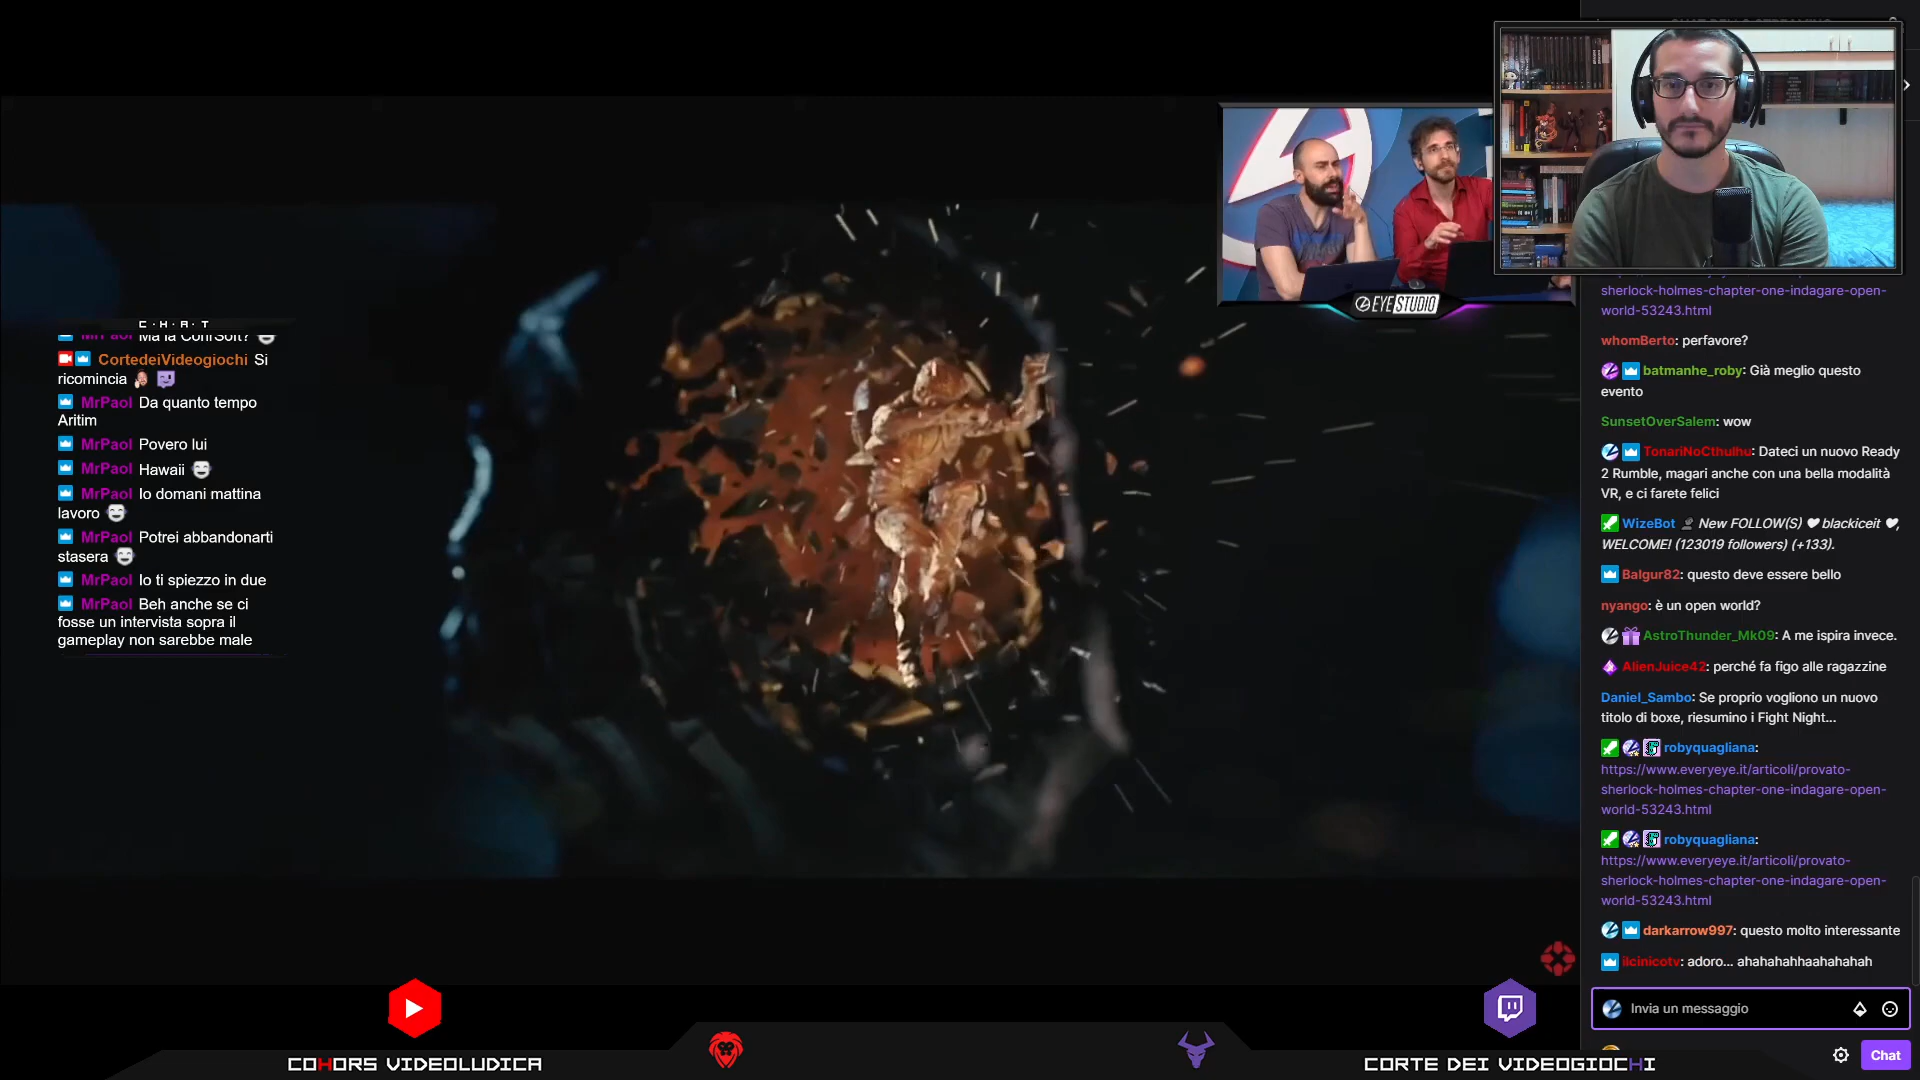 C·H·A·T
MrPaol Ma la ConfSoft?
CortedeiVideogiochi Si
ricomincia
MrPaol Da quanto tempo
Aritim
MrPaol Povero lui
MrPaol Hawaii
MrPaol Io domani mattina
lavoro
MrPaol Potrei abbandonarti
stasera
MrPaol Io ti spiezzo in due
MrPaol Beh anche se ci
fosse un intervista sopra il
gameplay non sarebbe male
EYE STUDIO
sherlock-holmes-chapter-one-indagare-open-
world-53243.html
whomBerto: perfavore?
batmanhe_roby: Già meglio questo
evento
SunsetOverSalem: wow
TonariNoCthulhu: Dateci un nuovo Ready
2 Rumble, magari anche con una bella modalità
VR, e ci farete felici
WizeBot New FOLLOW(S) ♥ blackiceit ♥,
WELCOME! (123019 followers) (+133).
Balgur82: questo deve essere bello
nyango: è un open world?
AstroThunder_Mk09: A me ispira invece.
AlienJuice42: perché fa figo alle ragazzine
Daniel_Sambo: Se proprio vogliono un nuovo
titolo di boxe, riesumino i Fight Night...
robyquagliana:
https://www.everyeye.it/articoli/provato-
sherlock-holmes-chapter-one-indagare-open-
world-53243.html
robyquagliana:
https://www.everyeye.it/articoli/provato-
sherlock-holmes-chapter-one-indagare-open-
world-53243.html
darkarrow997: questo molto interessante
ilcinicotv: adoro... ahahahahhaahahahah
Invia un messaggio
Chat
COHORS VIDEOLUDICA
CORTE DEI VIDEOGIOCHI